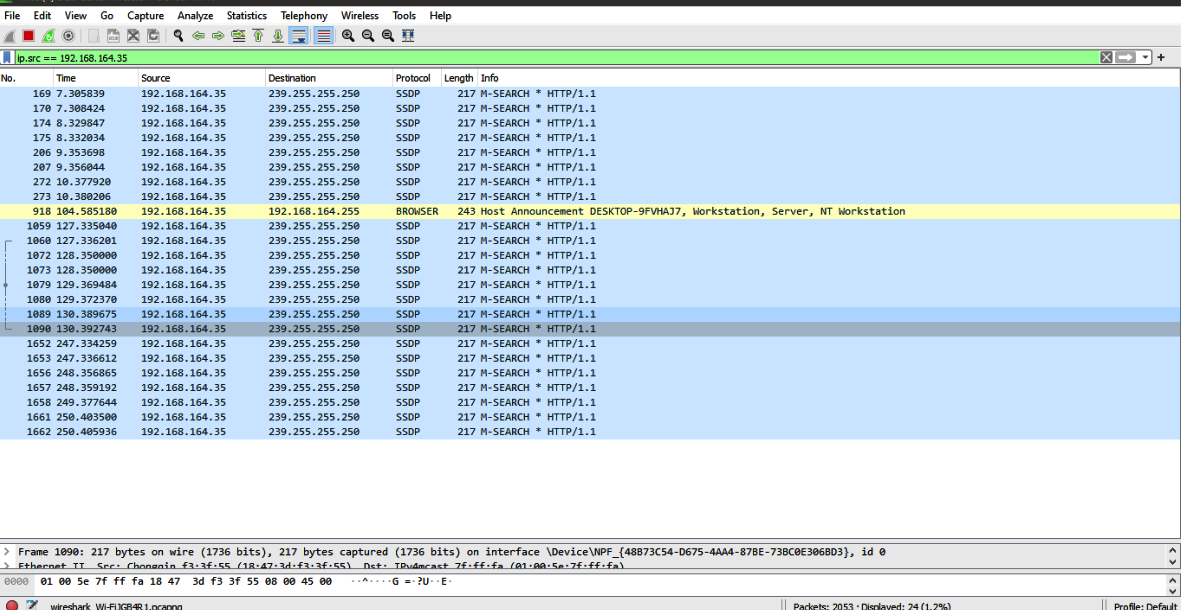 File Edit View Go Capture Analyze Statistics Telephony Wireless Tools Help
ip.src == 192.168.164.35
No. Time Source Destination Protocol Length Info
169 7.305839 192.168.164.35 239.255.255.250 SSDP 217 M-SEARCH * HTTP/1.1
170 7.308424 192.168.164.35 239.255.255.250 SSDP 217 M-SEARCH * HTTP/1.1
174 8.329847 192.168.164.35 239.255.255.250 SSDP 217 M-SEARCH * HTTP/1.1
175 8.332034 192.168.164.35 239.255.255.250 SSDP 217 M-SEARCH * HTTP/1.1
206 9.353698 192.168.164.35 239.255.255.250 SSDP 217 M-SEARCH * HTTP/1.1
207 9.356044 192.168.164.35 239.255.255.250 SSDP 217 M-SEARCH * HTTP/1.1
272 10.377920 192.168.164.35 239.255.255.250 SSDP 217 M-SEARCH * HTTP/1.1
273 10.380206 192.168.164.35 239.255.255.250 SSDP 217 M-SEARCH * HTTP/1.1
918 104.585180 192.168.164.35 192.168.164.255 BROWSER 243 Host Announcement DESKTOP-9FVHAJ7, Workstation, Server, NT Workstation
1059 127.335040 192.168.164.35 239.255.255.250 SSDP 217 M-SEARCH * HTTP/1.1
1060 127.336201 192.168.164.35 239.255.255.250 SSDP 217 M-SEARCH * HTTP/1.1
1072 128.350000 192.168.164.35 239.255.255.250 SSDP 217 M-SEARCH * HTTP/1.1
1073 128.350000 192.168.164.35 239.255.255.250 SSDP 217 M-SEARCH * HTTP/1.1
1079 129.369484 192.168.164.35 239.255.255.250 SSDP 217 M-SEARCH * HTTP/1.1
1080 129.372370 192.168.164.35 239.255.255.250 SSDP 217 M-SEARCH * HTTP/1.1
1089 130.389675 192.168.164.35 239.255.255.250 SSDP 217 M-SEARCH * HTTP/1.1
1090 130.392743 192.168.164.35 239.255.255.250 SSDP 217 M-SEARCH * HTTP/1.1
1652 247.334259 192.168.164.35 239.255.255.250 SSDP 217 M-SEARCH * HTTP/1.1
1653 247.336612 192.168.164.35 239.255.255.250 SSDP 217 M-SEARCH * HTTP/1.1
1656 248.356865 192.168.164.35 239.255.255.250 SSDP 217 M-SEARCH * HTTP/1.1
1657 248.359192 192.168.164.35 239.255.255.250 SSDP 217 M-SEARCH * HTTP/1.1
1658 249.377644 192.168.164.35 239.255.255.250 SSDP 217 M-SEARCH * HTTP/1.1
1661 250.403500 192.168.164.35 239.255.255.250 SSDP 217 M-SEARCH * HTTP/1.1
1662 250.405936 192.168.164.35 239.255.255.250 SSDP 217 M-SEARCH * HTTP/1.1
Frame 1090: 217 bytes on wire (1736 bits), 217 bytes captured (1736 bits) on interface \Device\NPF_{48B73C54-D675-4AA4-87BE-73BC0E306BD3}, id 0
Ethernet II, Src: Chongqin_f3:3f:55 (18:47:3d:f3:3f:55), Dst: IPv4mcast_7f:ff:fa (01:00:5e:7f:ff:fa)
0000 01 00 5e 7f ff fa 18 47 3d f3 3f 55 08 00 45 00 ··^····G =·?U··E·
Packets: 2053 · Displayed: 24 (1.2%) Profile: Default